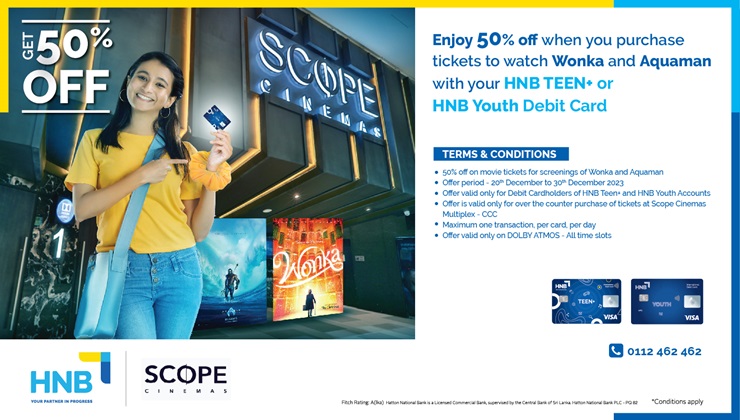 GET 50% OFF
SCOPE
CINEMAS
DOLBY
1
Wonka
Enjoy 50% off when you purchase
tickets to watch Wonka and Aquaman
with your HNB TEEN+ or
HNB Youth Debit Card
TERMS & CONDITIONS
• 50% off on movie tickets for screenings of Wonka and Aquaman
• Offer period - 20th December to 30th December 2023
• Offer valid only for Debit Cardholders of HNB Teen+ and HNB Youth Accounts
• Offer is valid only for over the counter purchase of tickets at Scope Cinemas
Multiplex - CCC
• Maximum one transaction, per card, per day
• Offer valid only on DOLBY ATMOS - All time slots
HNB
TEEN+
VISA
HNB
YOUTH
VISA
0112 462 462
HNB
YOUR PARTNER IN PROGRESS
SCOPE
CINEMAS
Fitch Rating: A(lka) Hatton National Bank is a Licensed Commercial Bank, supervised by the Central Bank of Sri Lanka. Hatton National Bank PLC - PQ 82
*Conditions apply